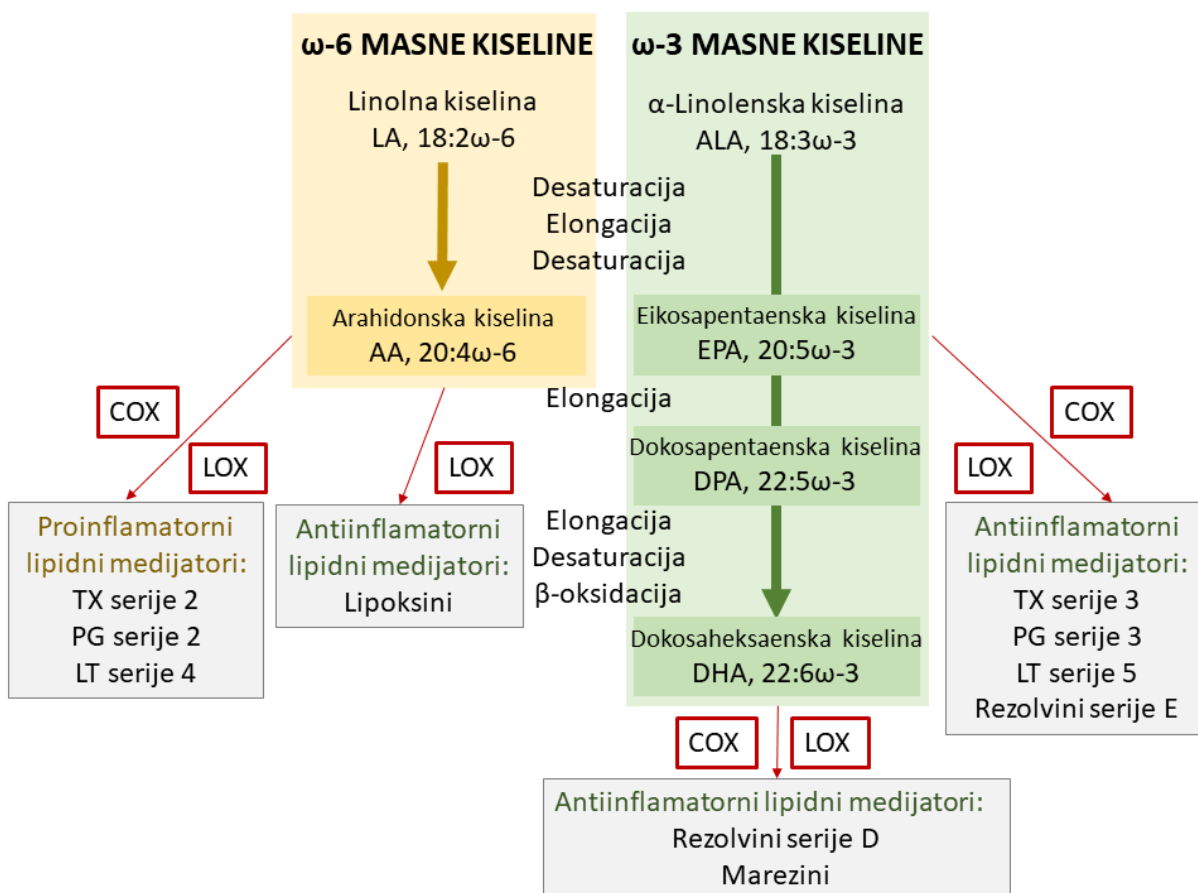 ω-6 MASNE KISELINE
Linolna kiselina
LA, 18:2ω-6
ω-3 MASNE KISELINE
α-Linolenska kiselina
ALA, 18:3ω-3
Desaturacija
Elongacija
Desaturacija
Arahidonska kiselina
AA, 20:4ω-6
Eikosapentaenska kiselina
EPA, 20:5ω-3
Elongacija
COX
LOX
LOX
COX
LOX
Dokosapentaenska kiselina
DPA, 22:5ω-3
Proinflamatorni
lipidni medijatori:
TX serije 2
PG serije 2
LT serije 4
Antiinflamatorni
lipidni medijatori:
Lipoksini
Elongacija
Desaturacija
β-oksidacija
Dokosaheksaenska kiselina
DHA, 22:6ω-3
Antiinflamatorni
lipidni medijatori:
TX serije 3
PG serije 3
LT serije 5
Rezolvini serije E
COX
LOX
Antiinflamatorni lipidni medijatori:
Rezolvini serije D
Marezini